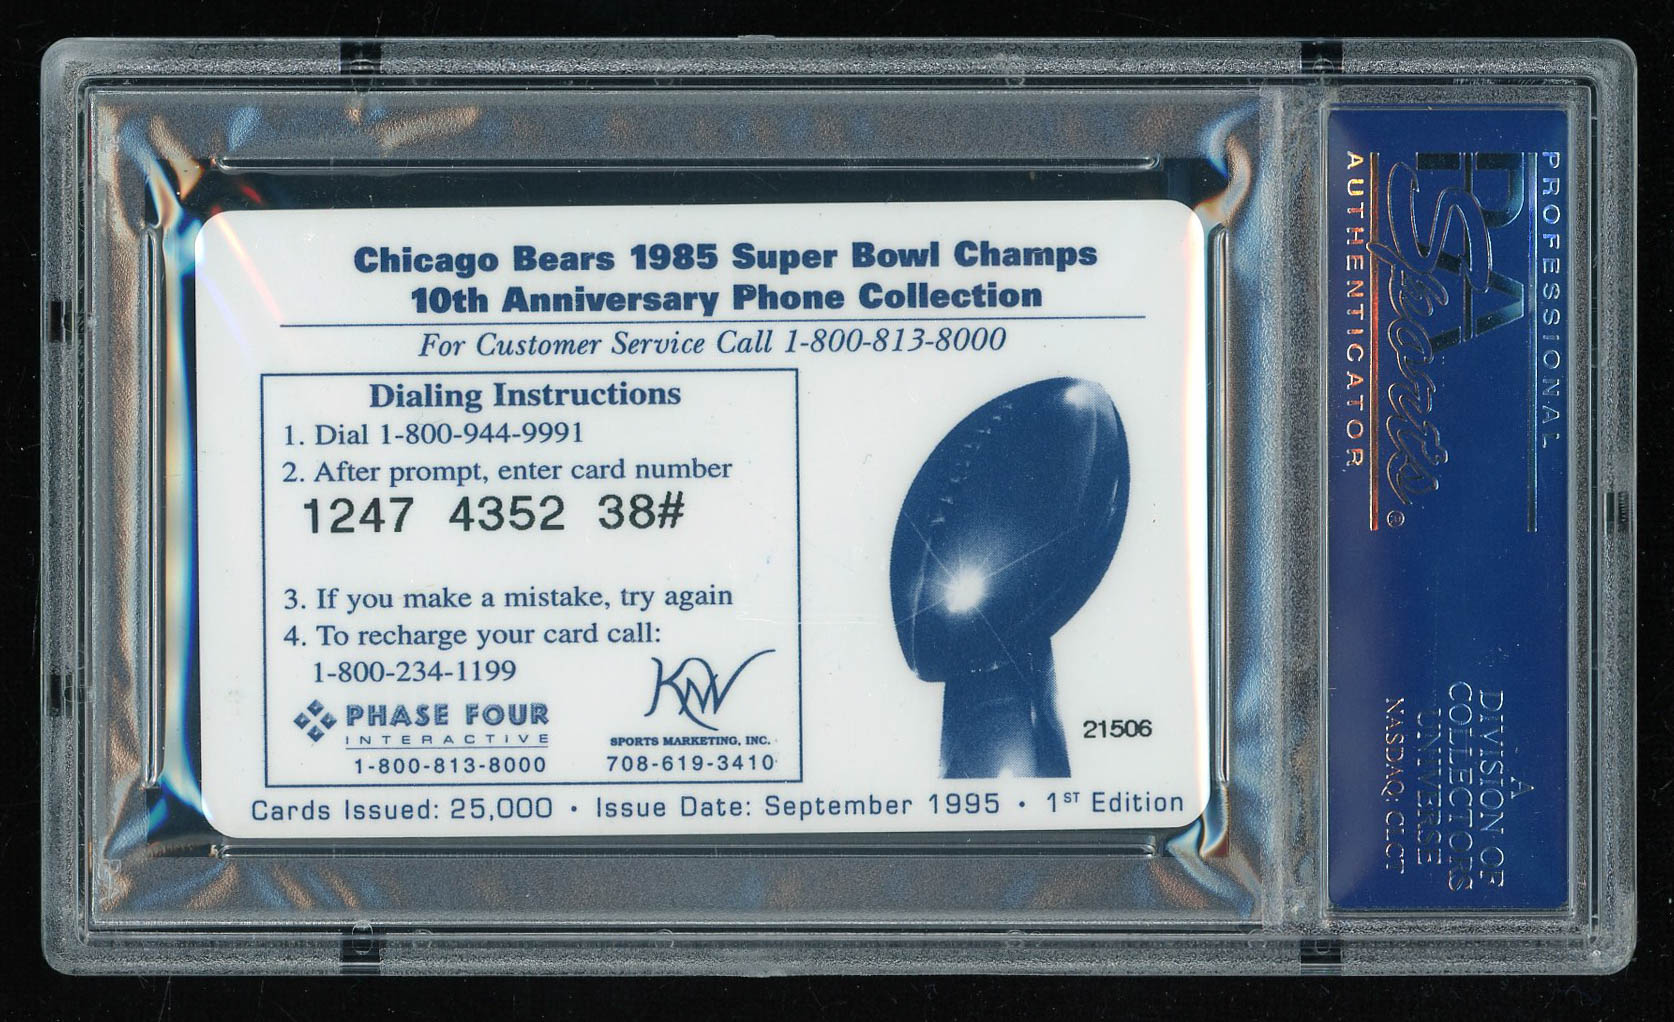 Chicago Bears 1985 Super Bowl Champs
10th Anniversary Phone Collection
For Customer Service Call 1-800-813-8000
Dialing Instructions
1. Dial 1-800-944-9991
2. After prompt, enter card number
1247 4352 38#
3. If you make a mistake, try again
4. To recharge your card call:
1-800-234-1199
PHASE FOUR
INTERACTIVE
1-800-813-8000
KNW
SPORTS MARKETING, INC.
708-619-3410
21506
Cards Issued: 25,000 • Issue Date: September 1995 • 1ST Edition
PROFESSIONAL
PSA
Sports®
AUTHENTICATOR
A
DIVISION OF
COLLECTORS
UNIVERSE
NASDAQ: CLCT